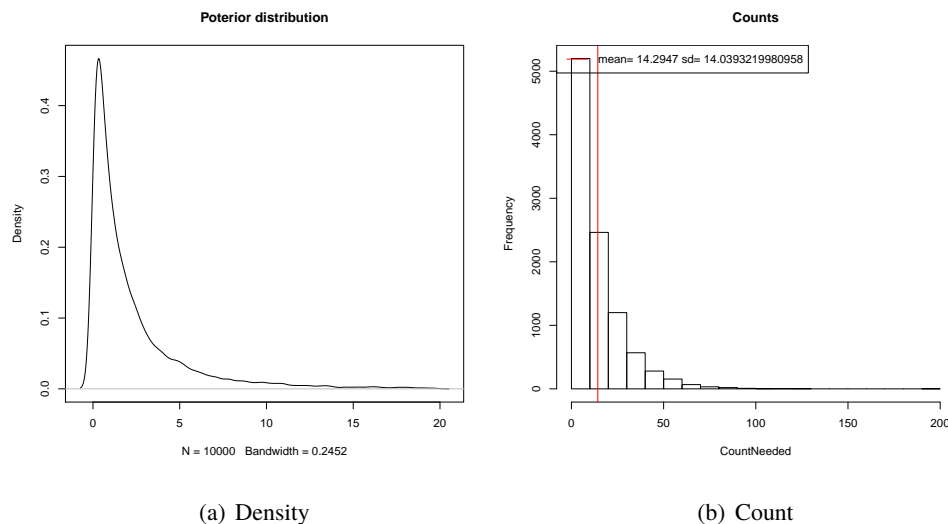 Poterior distribution
Density
0.0 0.1 0.2 0.3 0.4
0 5 10 15 20
N = 10000 Bandwidth = 0.2452
(a) Density
Counts
mean= 14.2947 sd= 14.0393219980958
Frequency
0 1000 2000 3000 4000 5000
0 50 100 150 200
CountNeeded
(b) Count